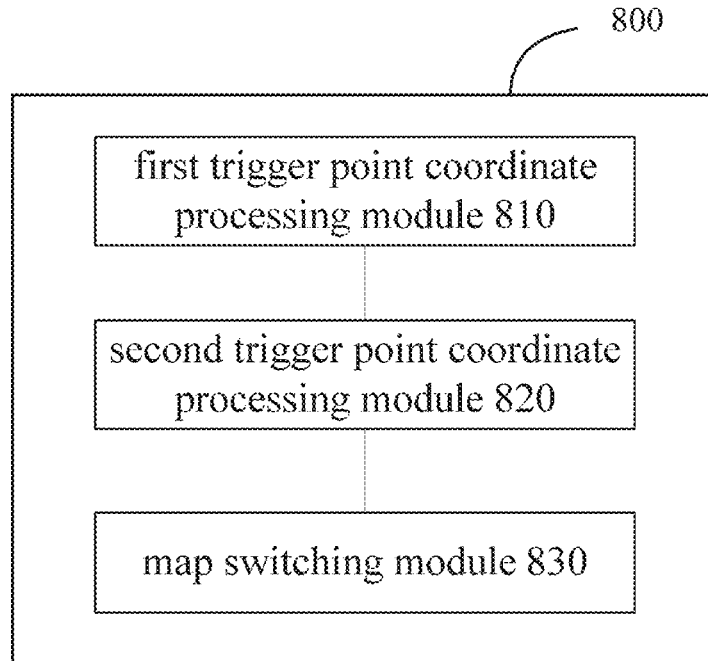 800
first trigger point coordinate
processing module 810
second trigger point coordinate
processing module 820
map switching module 830